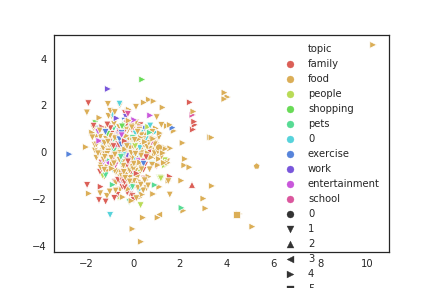 topic
4
family
food
people
shopping
2
pets
0
exercise
0
work
entertainment
school
−2
0
1
2
−4
3
−2 0 2 4 6 8 10
4
5